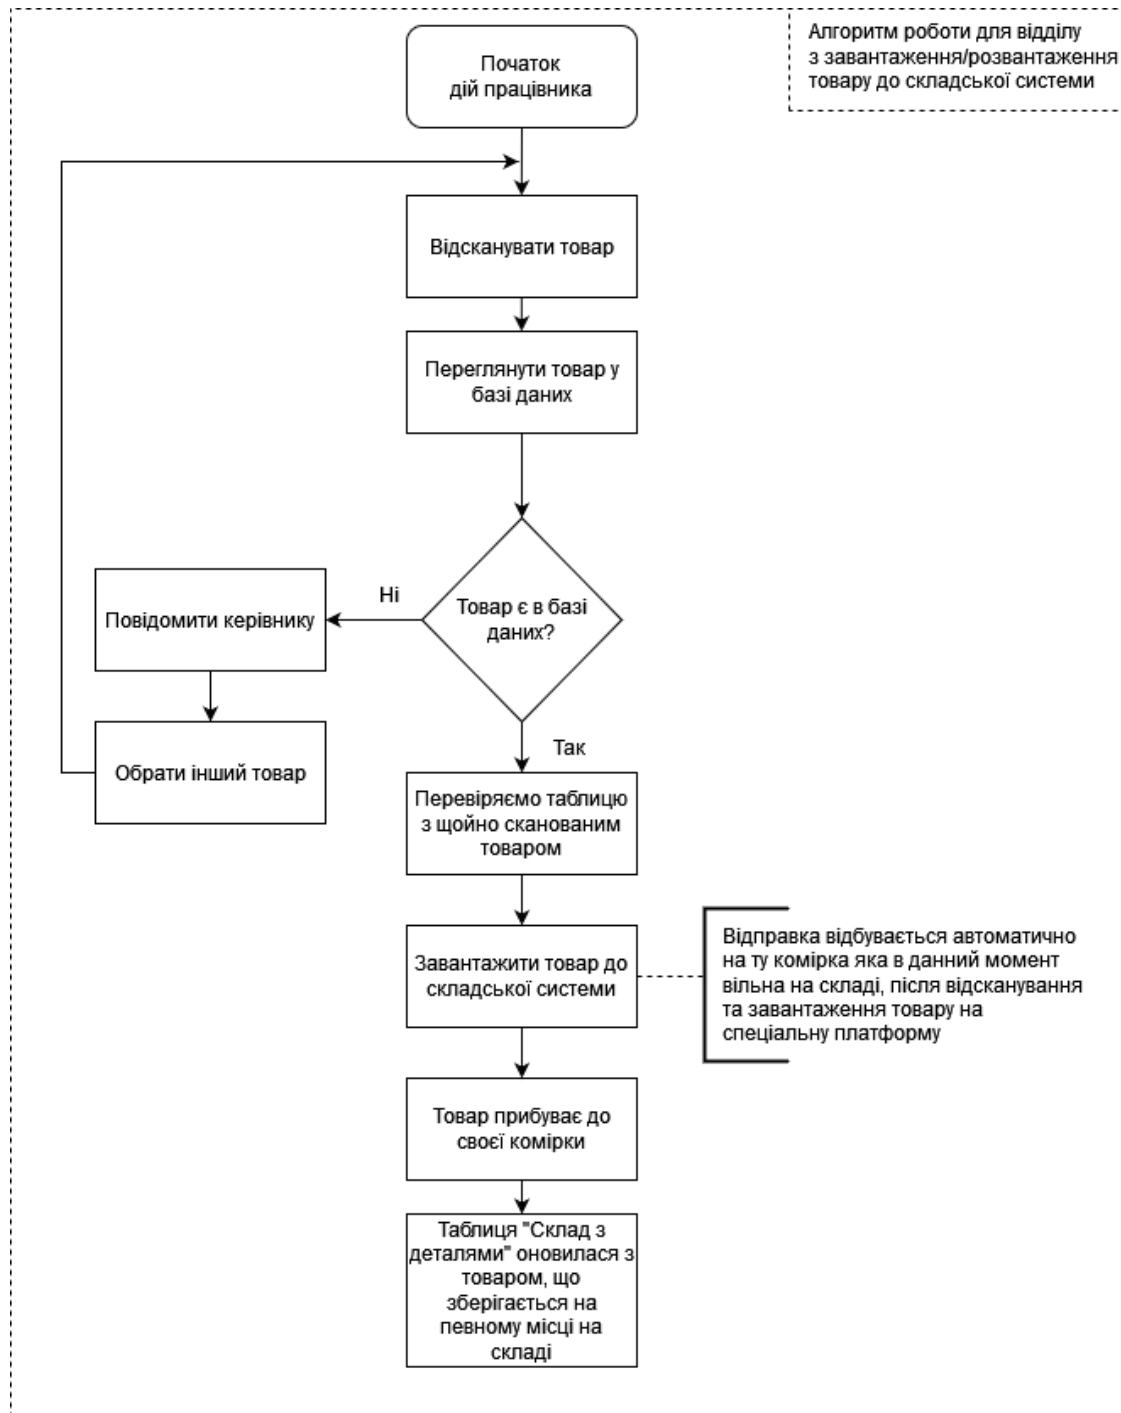 Алгоритм роботи для відділу
з завантаження/розвантаження
товару до складської системи
Початок
дій працівника
Відсканувати товар
Переглянути товар у
базі даних
Товар є в базі
даних?
Ні
Повідомити керівнику
Обрати інший товар
Так
Перевіряємо таблицю
з щойно сканованим
товаром
Завантажити товар до
складської системи
Відправка відбувається автоматично
на ту комірка яка в данний момент
вільна на складі, після відсканування
та завантаження товару на
спеціальну платформу
Товар прибуває до
своєї комірки
Таблиця "Склад з
деталями" оновилася з
товаром, що
зберігається на
певному місці на
складі